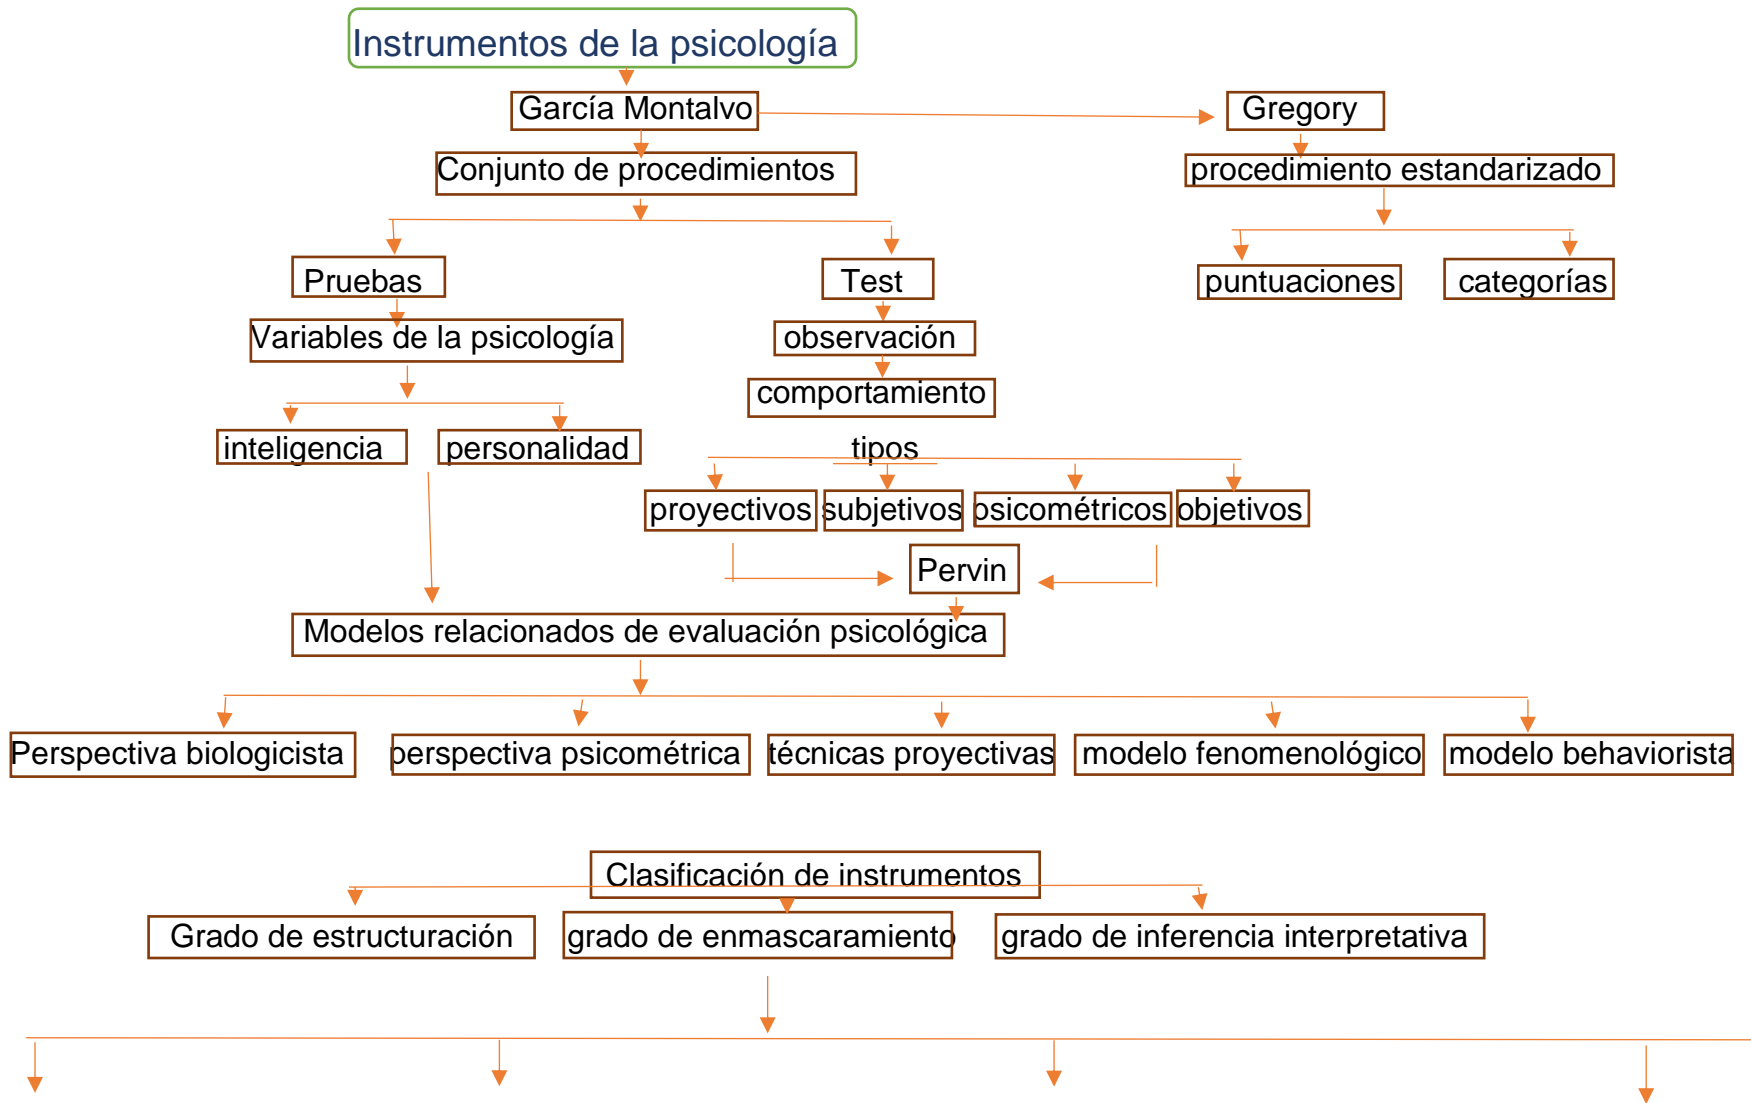 Instrumentos de la psicología
García Montalvo
Gregory
Conjunto de procedimientos
procedimiento estandarizado
Pruebas
Test
puntuaciones
categorías
Variables de la psicología
observación
comportamiento
inteligencia
personalidad
tipos
proyectivos
subjetivos
psicométricos
objetivos
Pervin
Modelos relacionados de evaluación psicológica
Perspectiva biologicista
perspectiva psicométrica
técnicas proyectivas
modelo fenomenológico
modelo behaviorista
Clasificación de instrumentos
Grado de estructuración
grado de enmascaramiento
grado de inferencia interpretativa